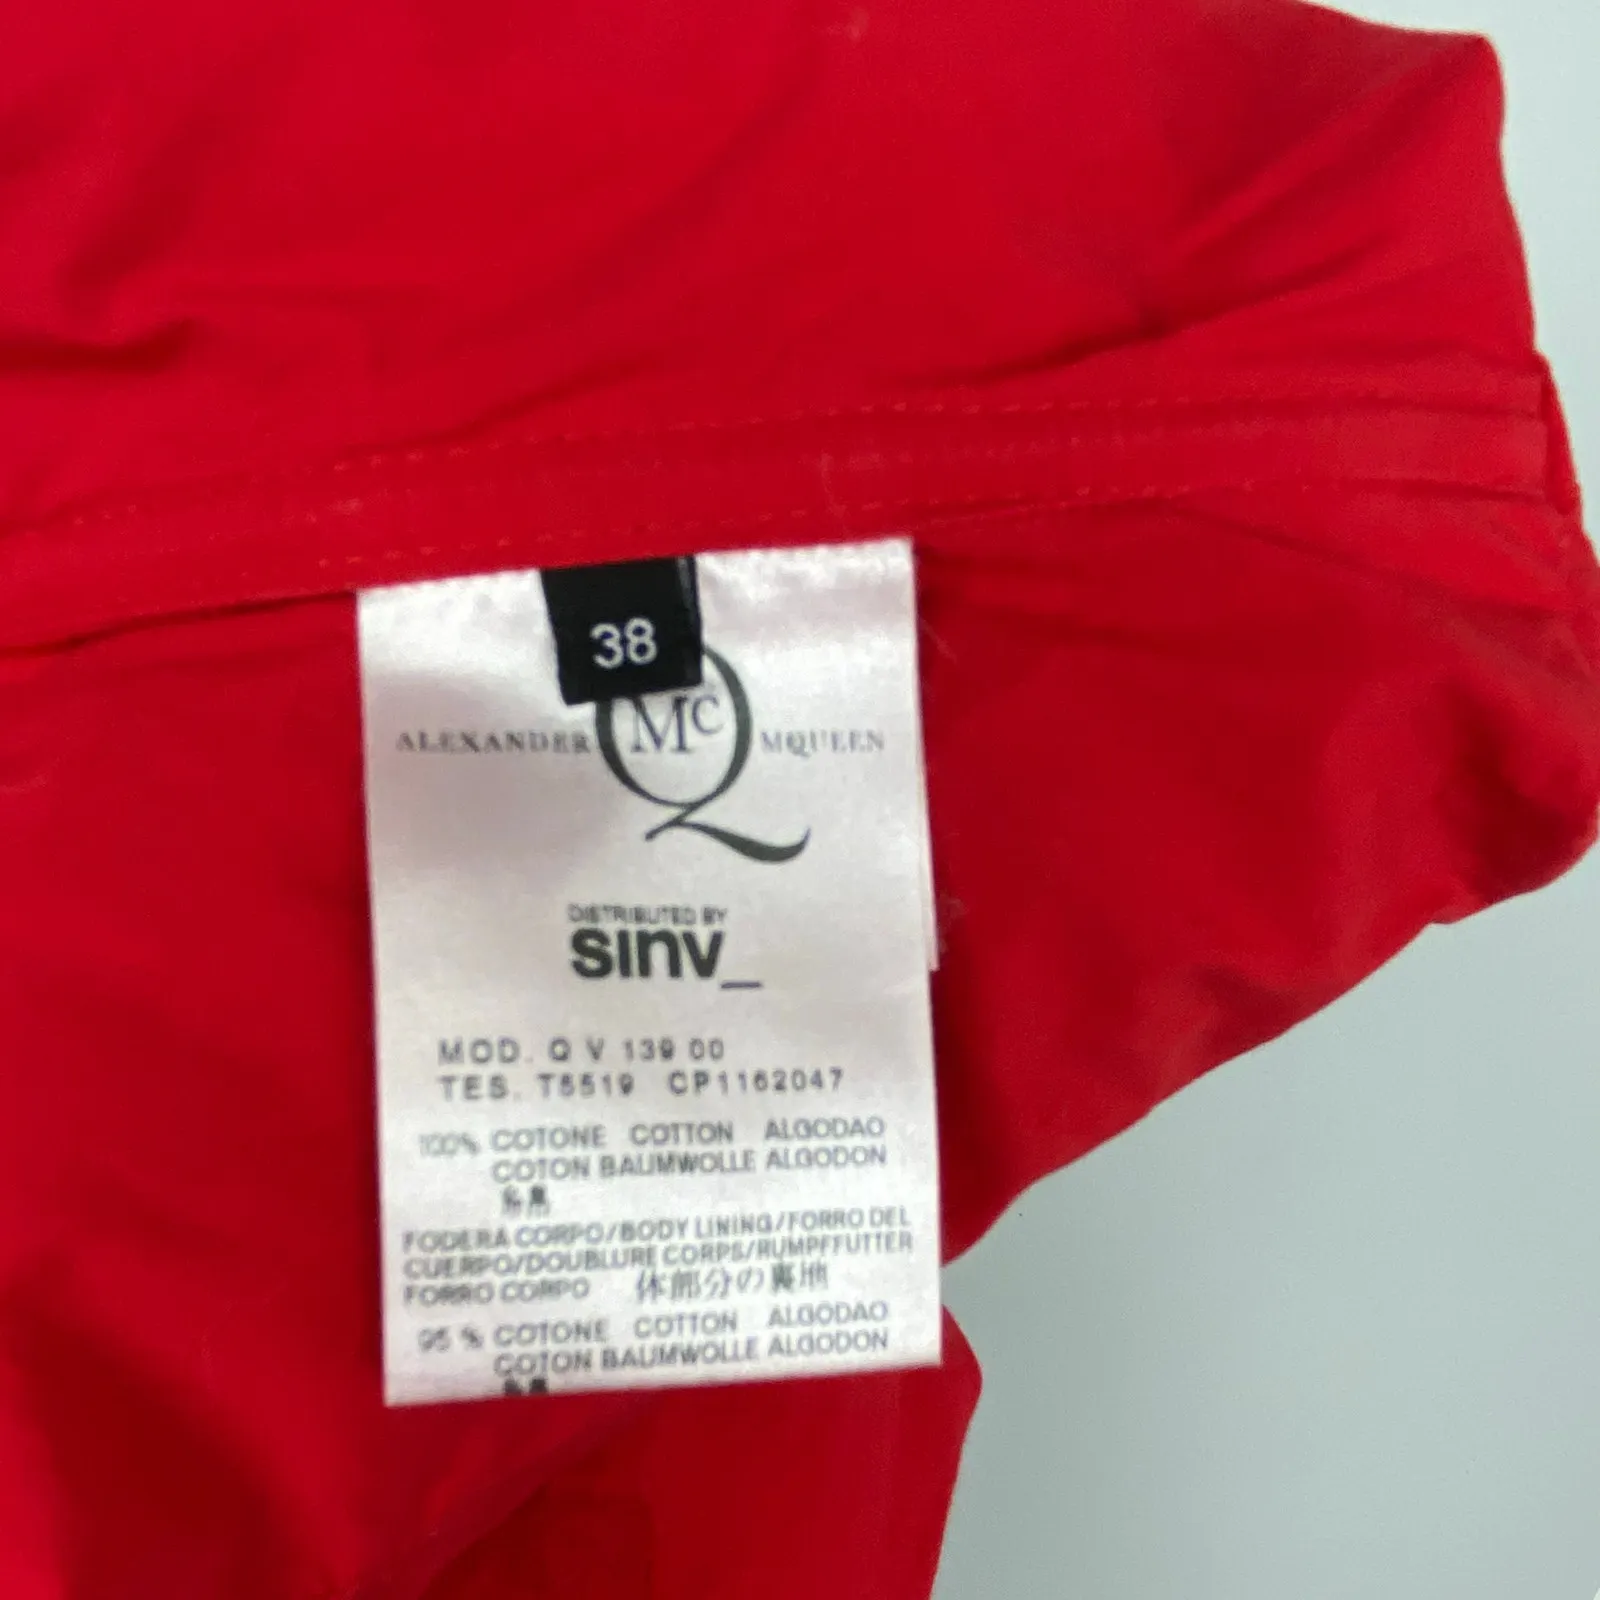 38
Mc Q
ALEXANDER MQUEEN
DISTRIBUTED BY
sinv_
MOD. Q V 139 00
TES. T5519 CP1162047
100% COTONE COTTON ALGODAO
COTON BAUMWOLLE ALGODON
FODERA CORPO/BODY LINING/FORRO DEL
CUERPO/DOUBLURE CORPS/RUMPFFUTTER
FORRO CORPO 体部分の裏地
95 % COTONE COTTON ALGODAO
COTON BAUMWOLLE ALGODON